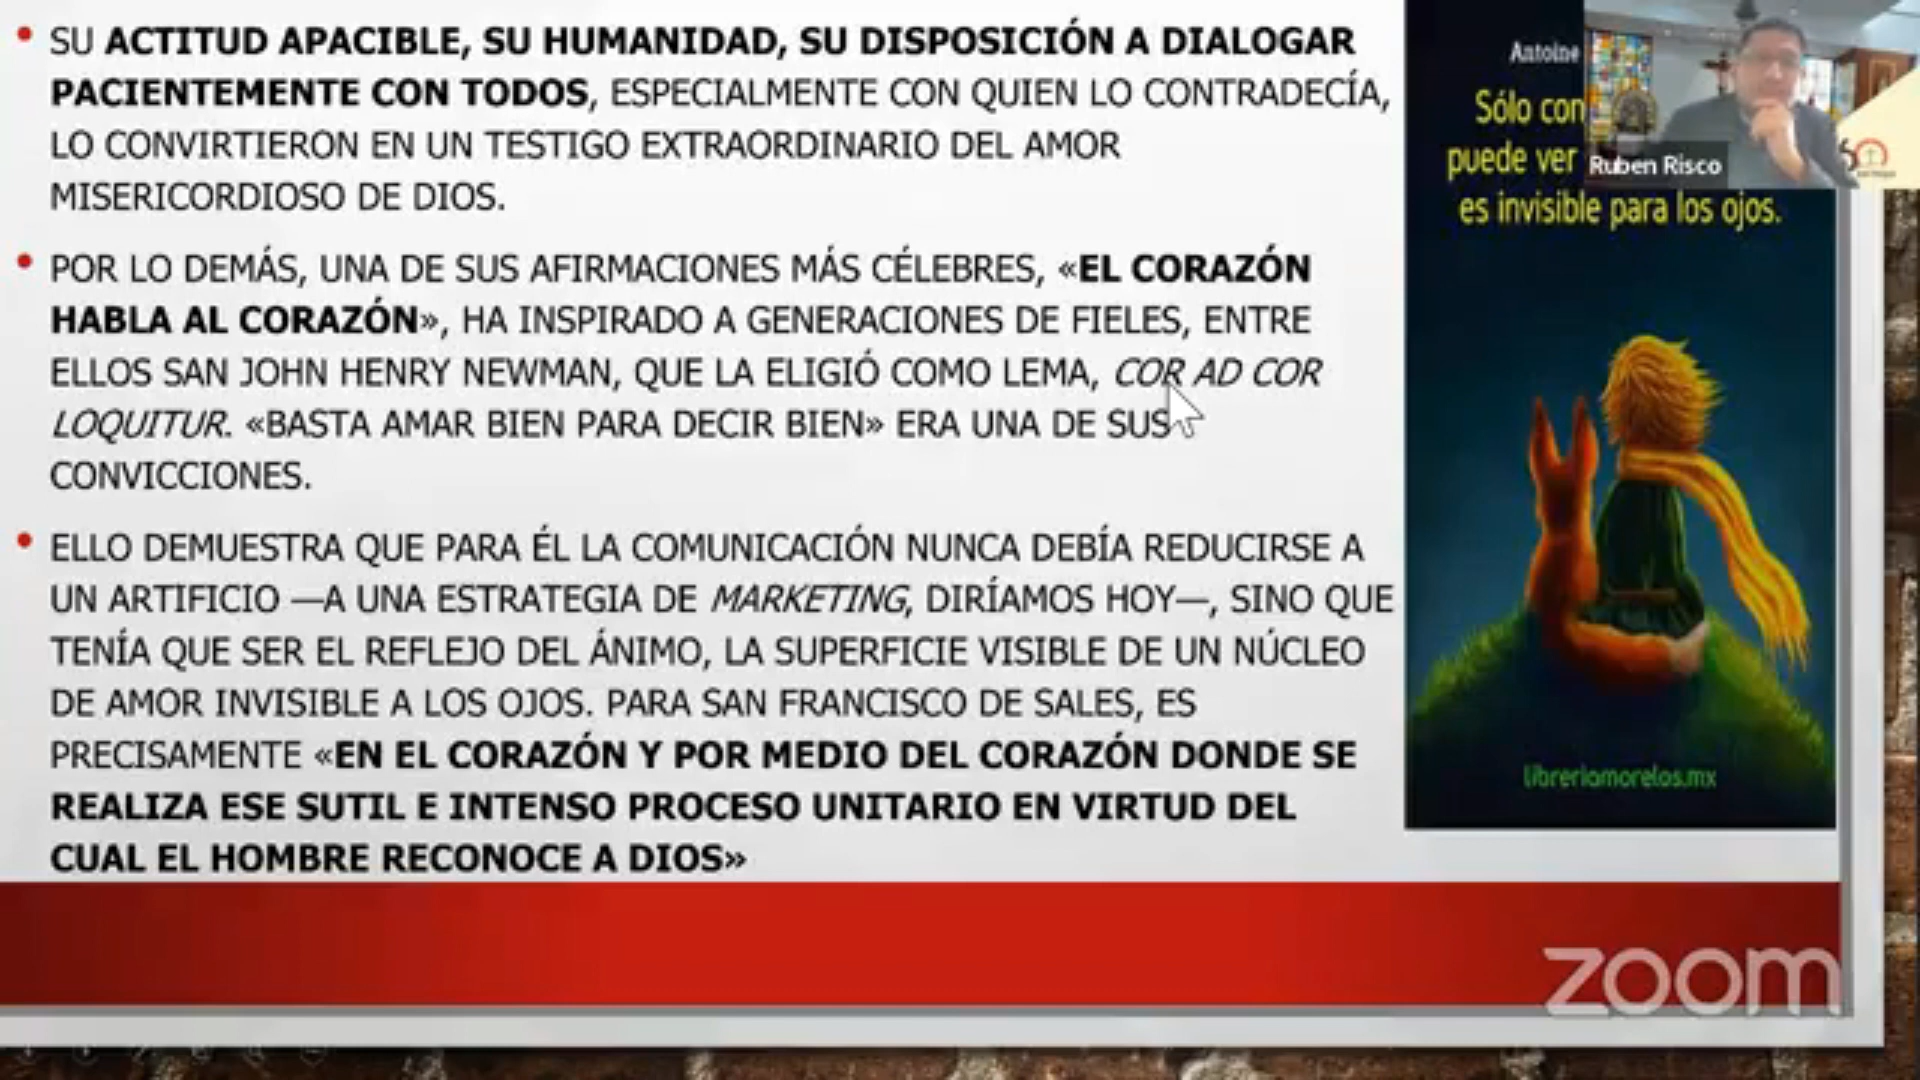 • SU ACTITUD APACIBLE, SU HUMANIDAD, SU DISPOSICIÓN A DIALOGAR
PACIENTEMENTE CON TODOS, ESPECIALMENTE CON QUIEN LO CONTRADECÍA,
LO CONVIRTIERON EN UN TESTIGO EXTRAORDINARIO DEL AMOR
MISERICORDIOSO DE DIOS.
• POR LO DEMÁS, UNA DE SUS AFIRMACIONES MÁS CÉLEBRES, «EL CORAZÓN
HABLA AL CORAZÓN», HA INSPIRADO A GENERACIONES DE FIELES, ENTRE
ELLOS SAN JOHN HENRY NEWMAN, QUE LA ELIGIÓ COMO LEMA, COR AD COR
LOQUITUR. «BASTA AMAR BIEN PARA DECIR BIEN» ERA UNA DE SUS
CONVICCIONES.
• ELLO DEMUESTRA QUE PARA ÉL LA COMUNICACIÓN NUNCA DEBÍA REDUCIRSE A
UN ARTIFICIO —A UNA ESTRATEGIA DE MARKETING, DIRÍAMOS HOY—, SINO QUE
TENÍA QUE SER EL REFLEJO DEL ÁNIMO, LA SUPERFICIE VISIBLE DE UN NÚCLEO
DE AMOR INVISIBLE A LOS OJOS. PARA SAN FRANCISCO DE SALES, ES
PRECISAMENTE «EN EL CORAZÓN Y POR MEDIO DEL CORAZÓN DONDE SE
REALIZA ESE SUTIL E INTENSO PROCESO UNITARIO EN VIRTUD DEL
CUAL EL HOMBRE RECONOCE A DIOS»
Antoine
Sólo con
puede ver
es invisible para los ojos.
libreriamorelos.mx
Ruben Risco
zoom